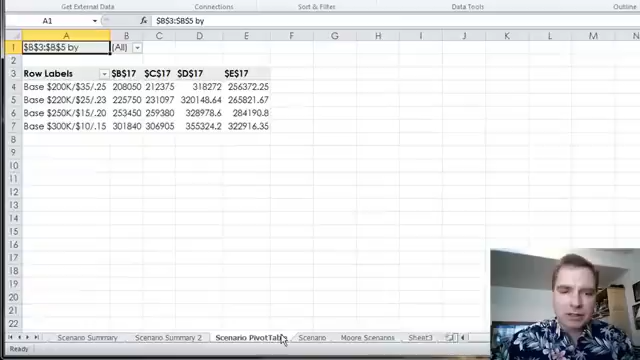 Get External Data Connections Sort & Filter Data Tools
A1 fx $B$3:$B$5 by
A B C D E F G H I J K L M N
1 $B$3:$B$5 by (All)
2
3 Row Labels $B$17 $C$17 $D$17 $E$17
4 Base $200K/$35/.25 208050 212375 318272 256372.25
5 Base $220K/$25/.23 225750 231097 320148.64 265821.67
6 Base $250K/$15/.20 253450 259380 328978.6 284190.8
7 Base $300K/$10/.15 301840 306905 355324.2 322916.35
8
9
10
11
12
13
14
15
16
17
18
19
20
21
22
Scenario Summary Scenario Summary 2 Scenario PivotTable Scenario Moore Scenarios Sheet3
Ready